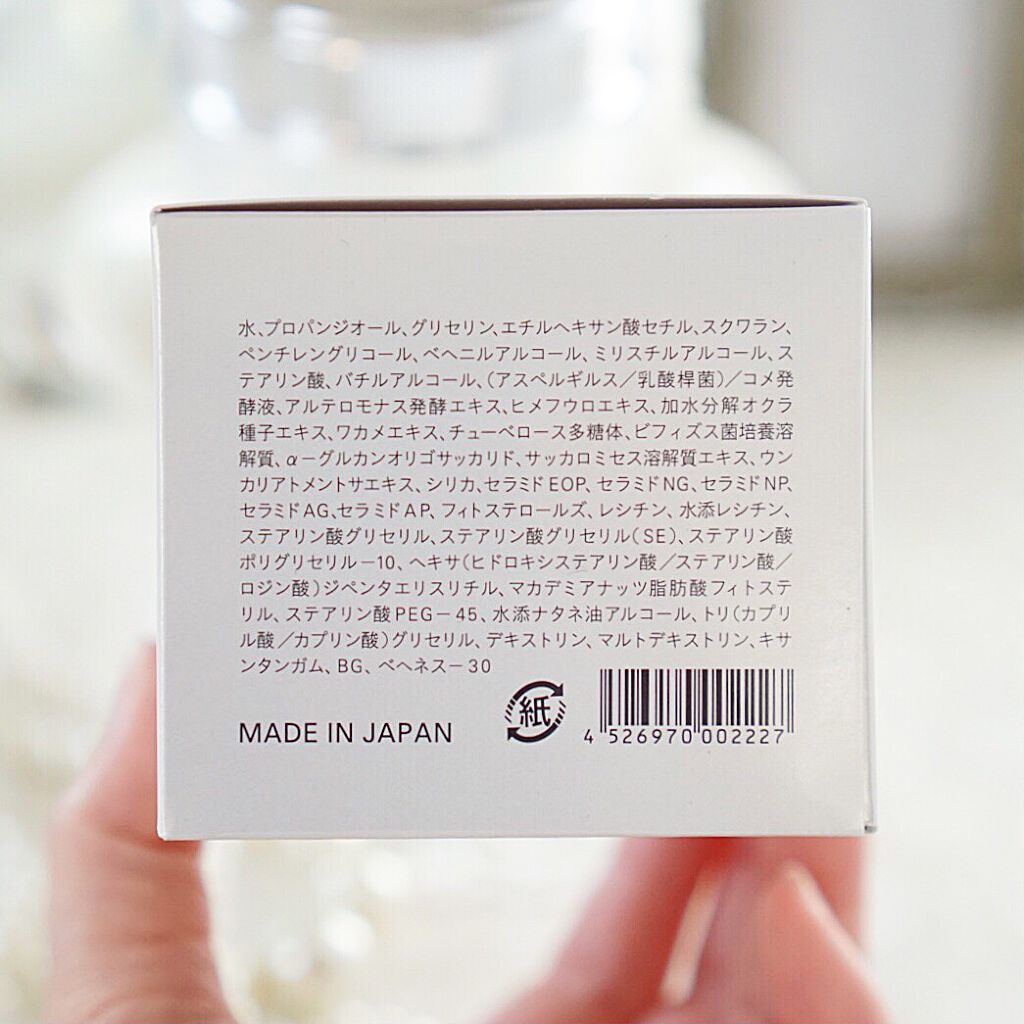 水、プロパンジオール、グリセリン、エチルヘキサン酸セチル、スクワラン、
ペンチレングリコール、ベヘニルアルコール、ミリスチルアルコール、ス
テアリン酸、バチルアルコール、(アスペルギルス/乳酸桿菌)/コメ発
酵液、アルテロモナス発酵エキス、ヒメフウロエキス、加水分解オクラ
種子エキス、ワカメエキス、チューベロース多糖体、ビフィズス菌培養溶
解質、α-グルカンオリゴサッカリド、サッカロミセス溶解質エキス、ウン
カリアトメントサエキス、シリカ、セラミドEOP、セラミドNG、セラミドNP、
セラミドAG、セラミドAP、フィトステロールズ、レシチン、水添レシチン、
ステアリン酸グリセリル、ステアリン酸グリセリル(SE)、ステアリン酸
ポリグリセリル-10、ヘキサ(ヒドロキシステアリン酸/ステアリン酸/
ロジン酸)ジペンタエリスリチル、マカデミアナッツ脂肪酸フィトステ
リル、ステアリン酸PEG-45、水添ナタネ油アルコール、トリ(カプリ
ル酸/カプリン酸)グリセリル、デキストリン、マルトデキストリン、キサ
ンタンガム、BG、ベヘネス-30
紙
MADE IN JAPAN
4 526970 002227